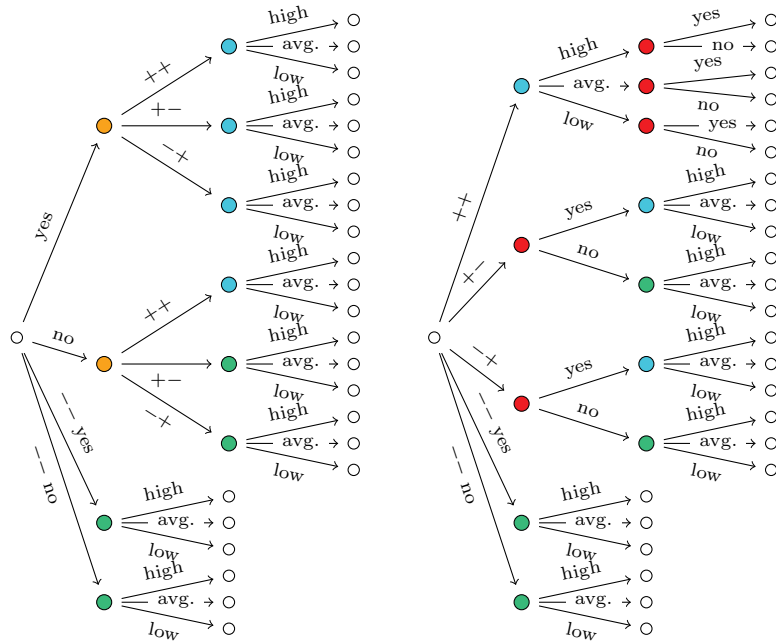 high
avg.
low
++
high
avg.
low
+−
high
avg.
low
−+
yes
high
avg.
low
++
high
avg.
low
no
+−
high
avg.
low
−+
−− yes
high
avg.
low
−− no
high
avg.
low
yes
no
high
yes
avg.
no
low
yes
no
++
high
avg.
low
yes
no
high
avg.
low
+−
high
avg.
low
yes
no
−+
high
avg.
low
−− yes
high
avg.
low
−− no
high
avg.
low